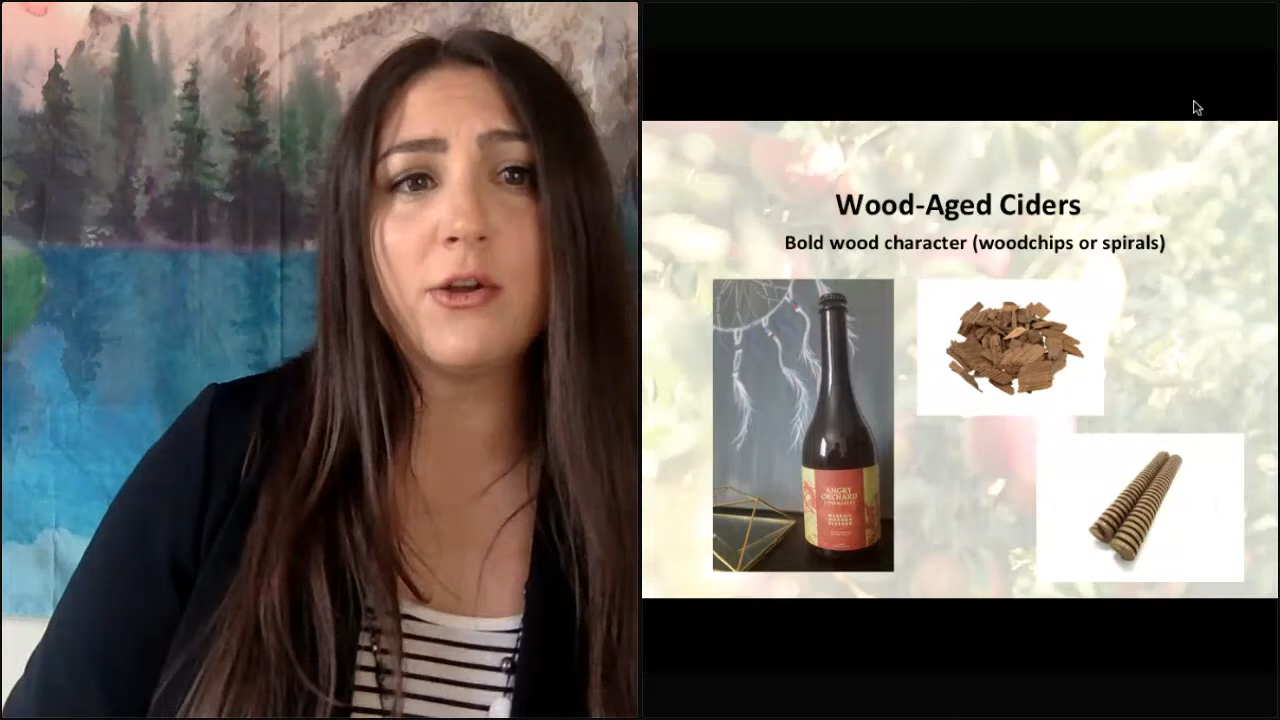 Wood-Aged Ciders
Bold wood character (woodchips or spirals)
ANGRY
ORCHARD